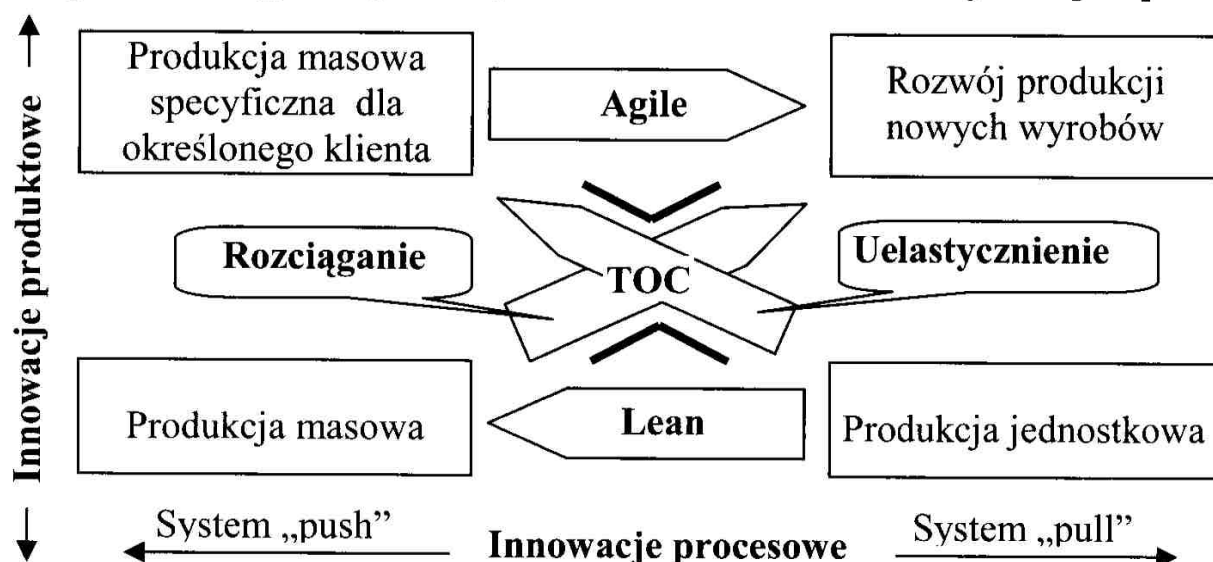 Produkcja masowa
specyficzna dla
określonego klienta
Agile
Rozwój produkcji
nowych wyrobów
Innowacje produktowe
Rozciąganie
TOC
Uelastycznienie
Produkcja masowa
Lean
Produkcja jednostkowa
System „push”
Innowacje procesowe
System „pull”